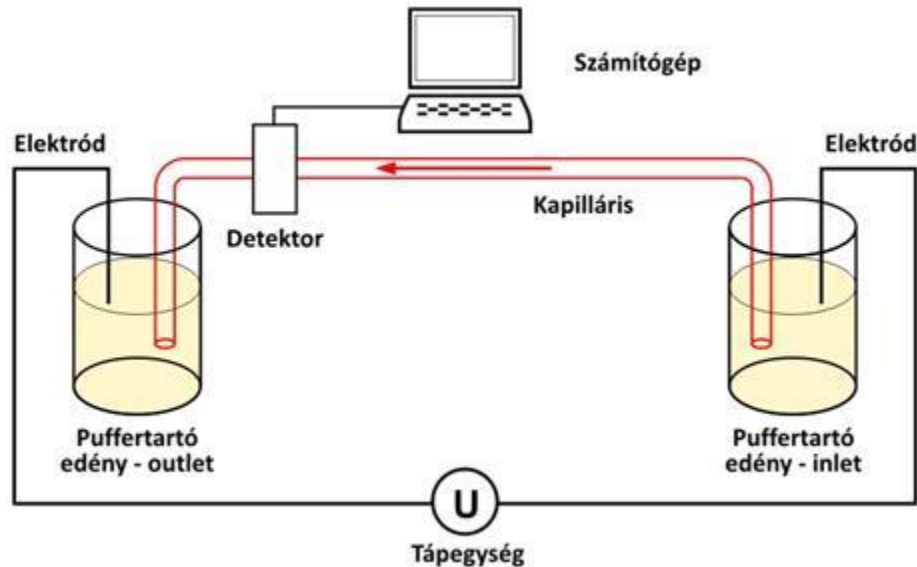 Számítógép
Elektród
Elektród
Kapilláris
Detektor
Puffertartó
edény - outlet
Puffertartó
edény - inlet
U
Tápegység